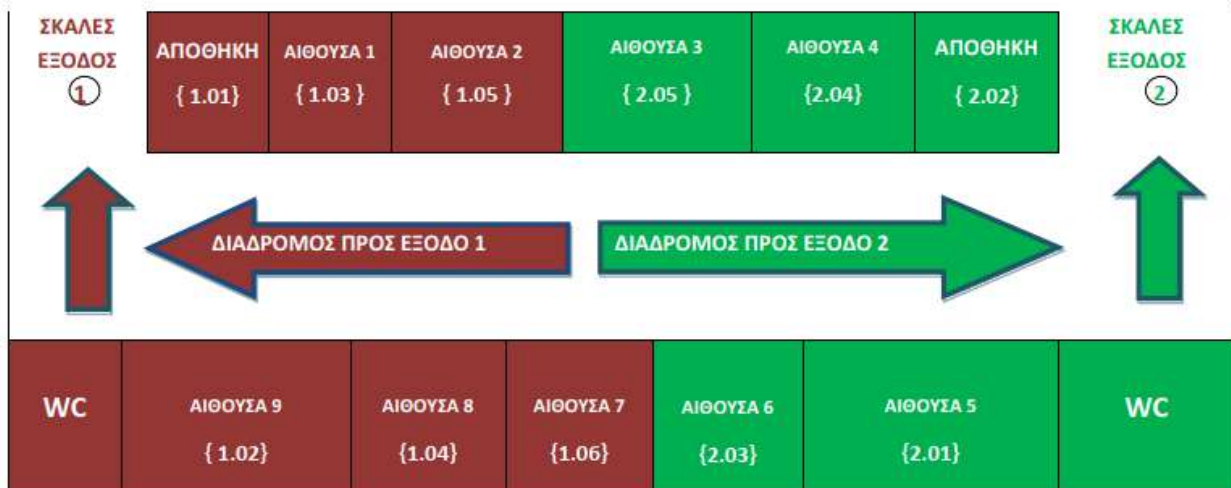 ΣΚΑΛΕΣ
ΕΞΟΔΟΣ
1
ΑΠΟΘΗΚΗ
{ 1.01}
ΑΙΘΟΥΣΑ 1
{ 1.03 }
ΑΙΘΟΥΣΑ 2
{ 1.05 }
ΑΙΘΟΥΣΑ 3
{ 2.05 }
ΑΙΘΟΥΣΑ 4
{2.04}
ΑΠΟΘΗΚΗ
{ 2.02}
ΣΚΑΛΕΣ
ΕΞΟΔΟΣ
2
ΔΙΑΔΡΟΜΟΣ ΠΡΟΣ ΕΞΟΔΟ 1
ΔΙΑΔΡΟΜΟΣ ΠΡΟΣ ΕΞΟΔΟ 2
WC
ΑΙΘΟΥΣΑ 9
{ 1.02}
ΑΙΘΟΥΣΑ 8
{1.04}
ΑΙΘΟΥΣΑ 7
{1.06}
ΑΙΘΟΥΣΑ 6
{2.03}
ΑΙΘΟΥΣΑ 5
{2.01}
WC